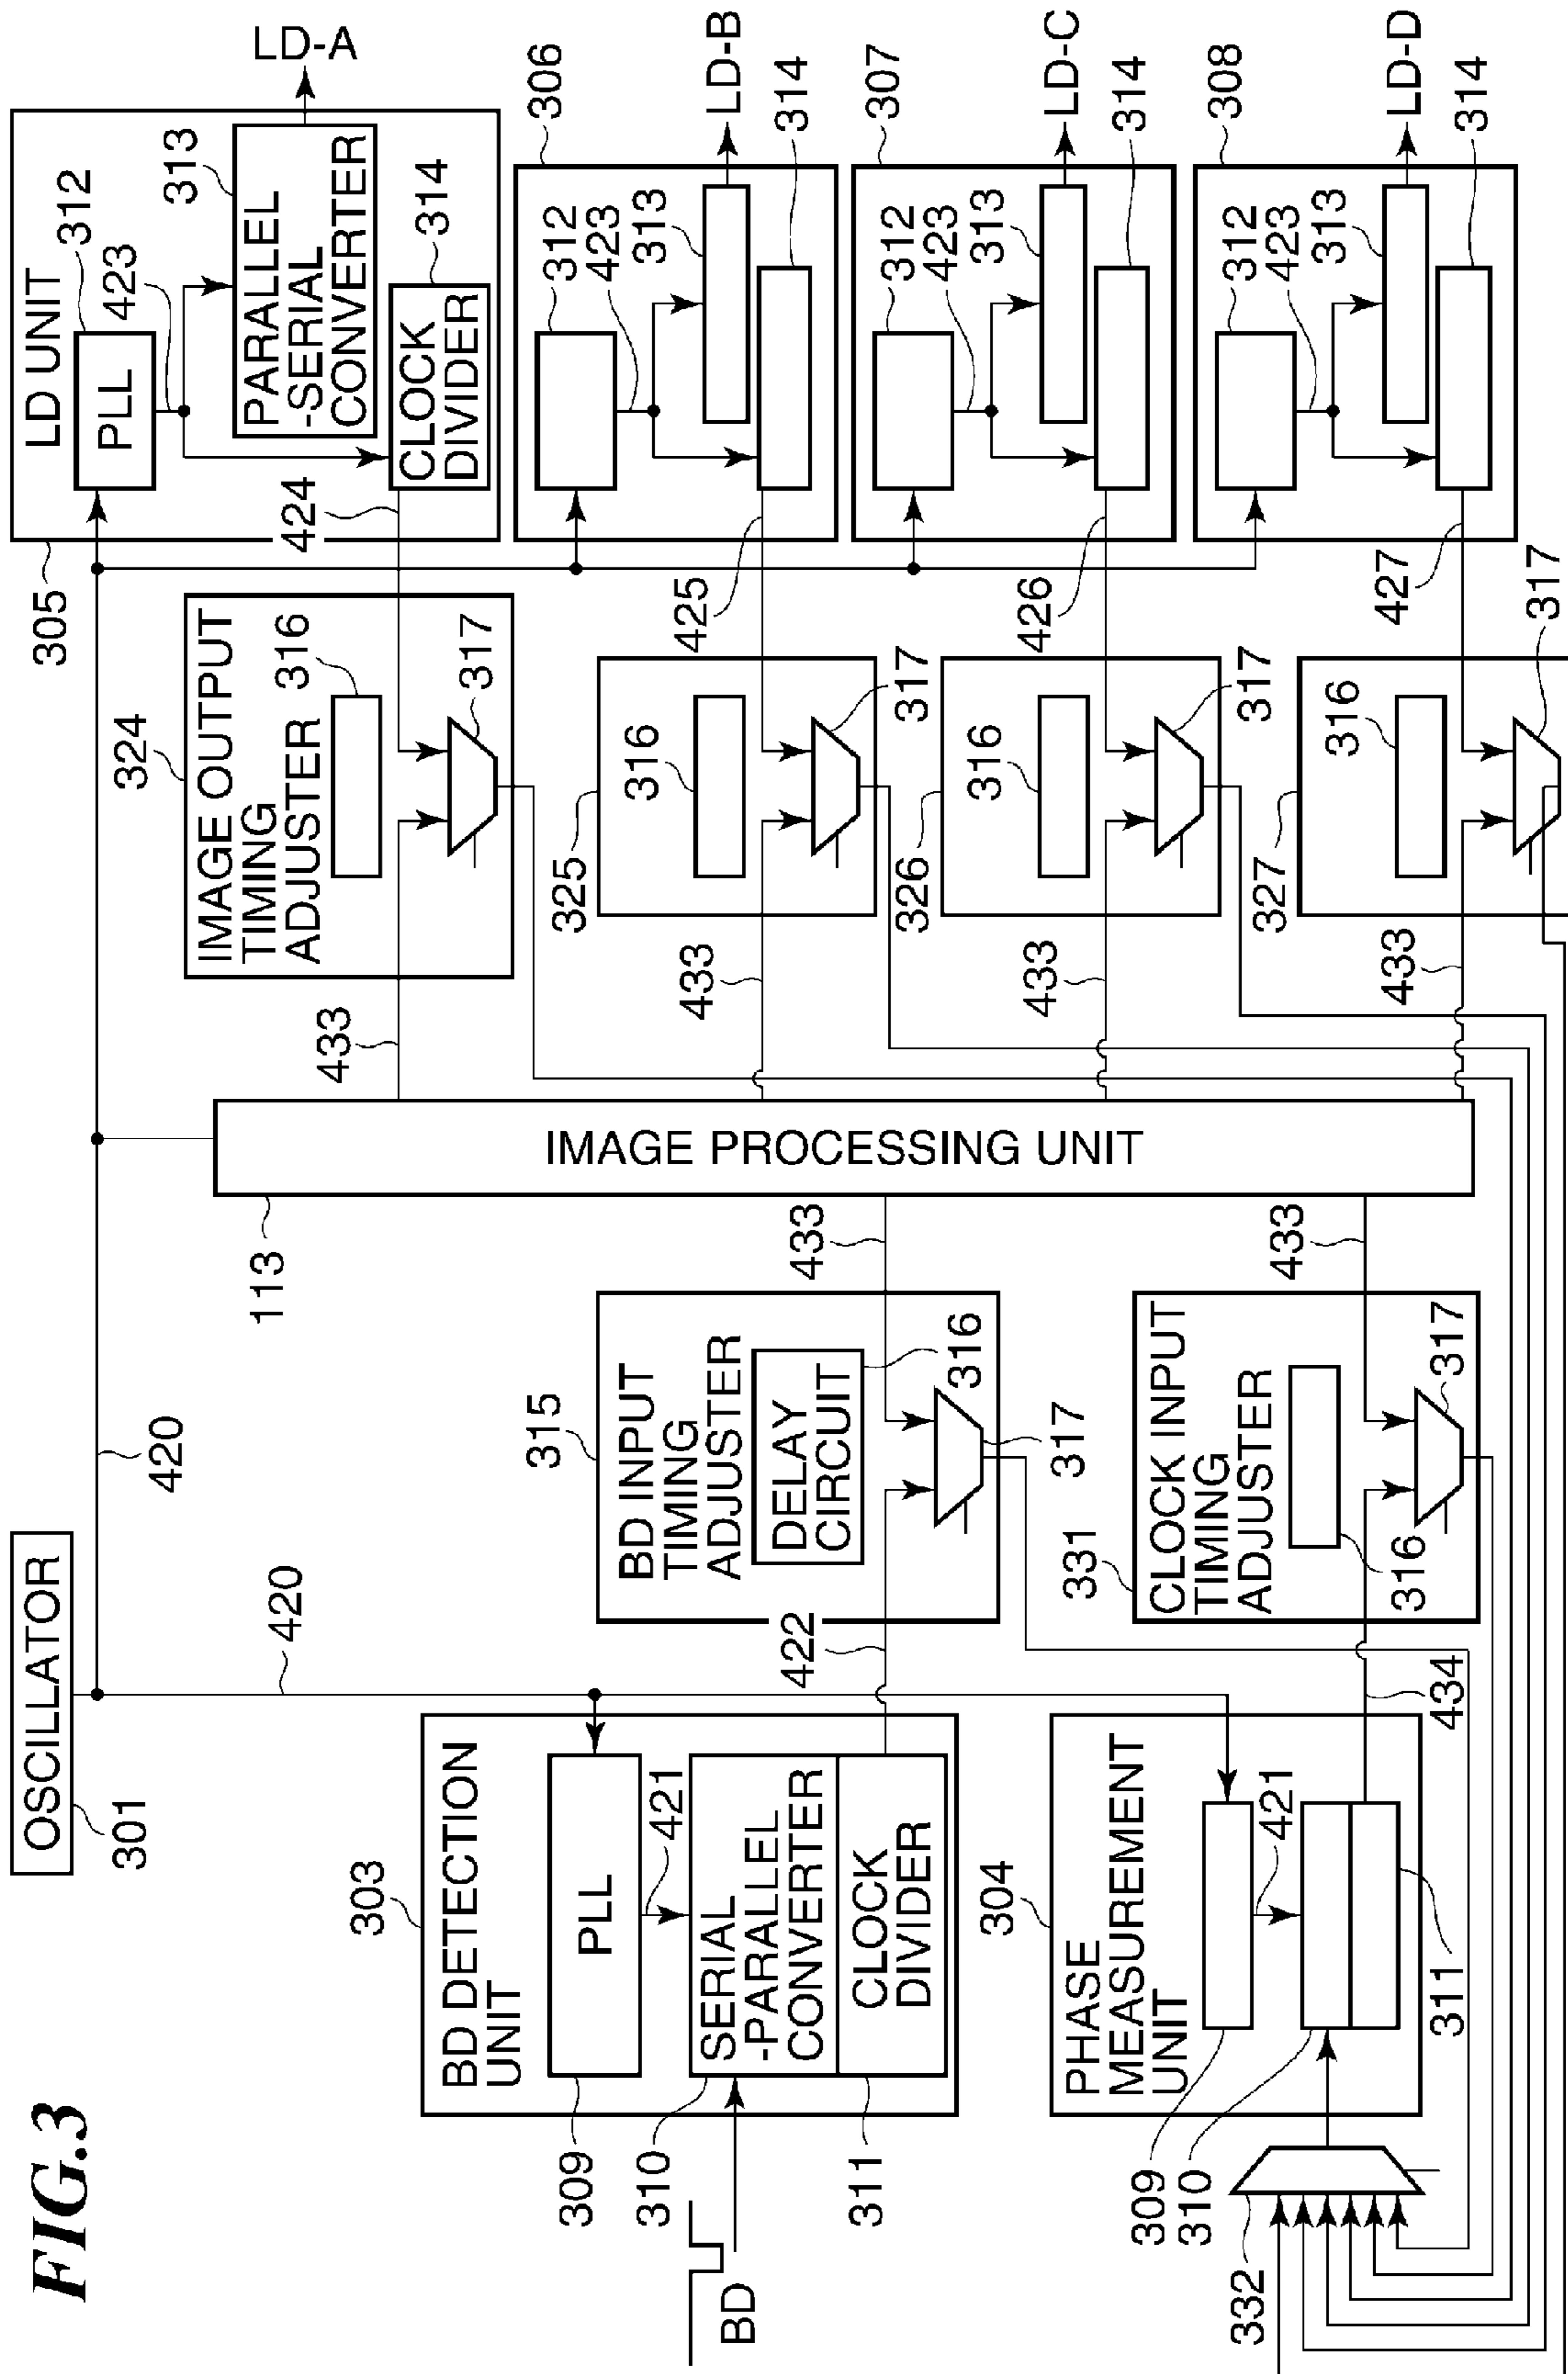 FIG.3
OSCILLATOR
301
420
420
303
BD DETECTION
UNIT
PLL
421
SERIAL
-PARALLEL
CONVERTER
CLOCK
DIVIDER
309
310
311
BD
304
PHASE
MEASUREMENT
UNIT
421
309
310
311
332
434
422
315
BD INPUT
TIMING
ADJUSTER
DELAY
CIRCUIT
316
317
331
CLOCK INPUT
TIMING
ADJUSTER
316
317
433
433
113
IMAGE PROCESSING UNIT
433
433
433
433
324
IMAGE OUTPUT
TIMING
ADJUSTER
316
317
325
316
317
326
316
317
327
316
317
305
LD UNIT
PLL
312
423
313
PARALLEL
-SERIAL
CONVERTER
CLOCK
DIVIDER
314
424
LD-A
306
312
423
313
314
425
425
LD-B
307
312
423
313
314
426
426
LD-C
308
312
423
313
314
427
427
LD-D